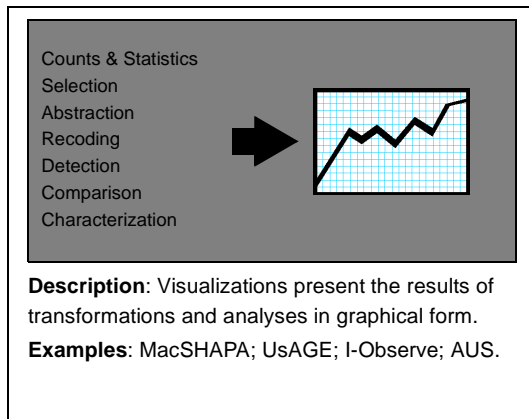 Counts & Statistics
Selection
Abstraction
Recoding
Detection
Comparison
Characterization
Description: Visualizations present the results of
transformations and analyses in graphical form.
Examples: MacSHAPA; UsAGE; I-Observe; AUS.